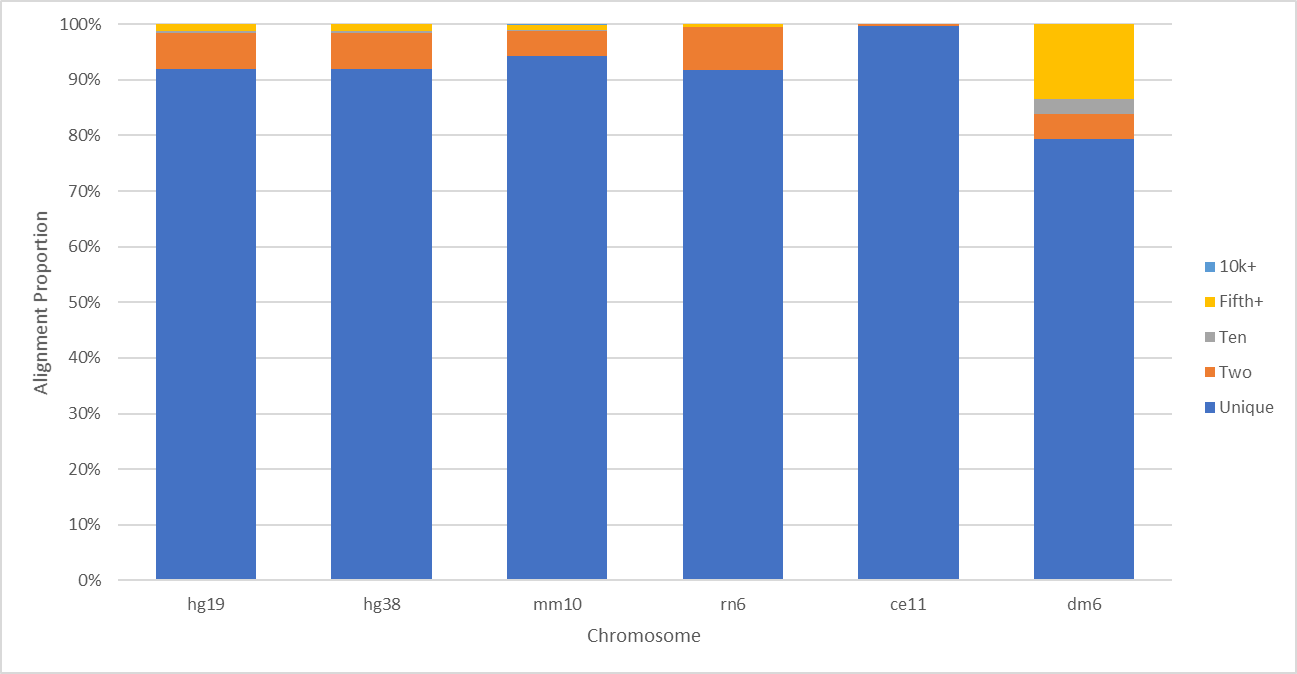 100%
90%
80%
70%
60%
50%
40%
30%
20%
10%
0%
Alignment Proportion
hg19 hg38 mm10 rn6 ce11 dm6
Chromosome
10k+
Fifth+
Ten
Two
Unique